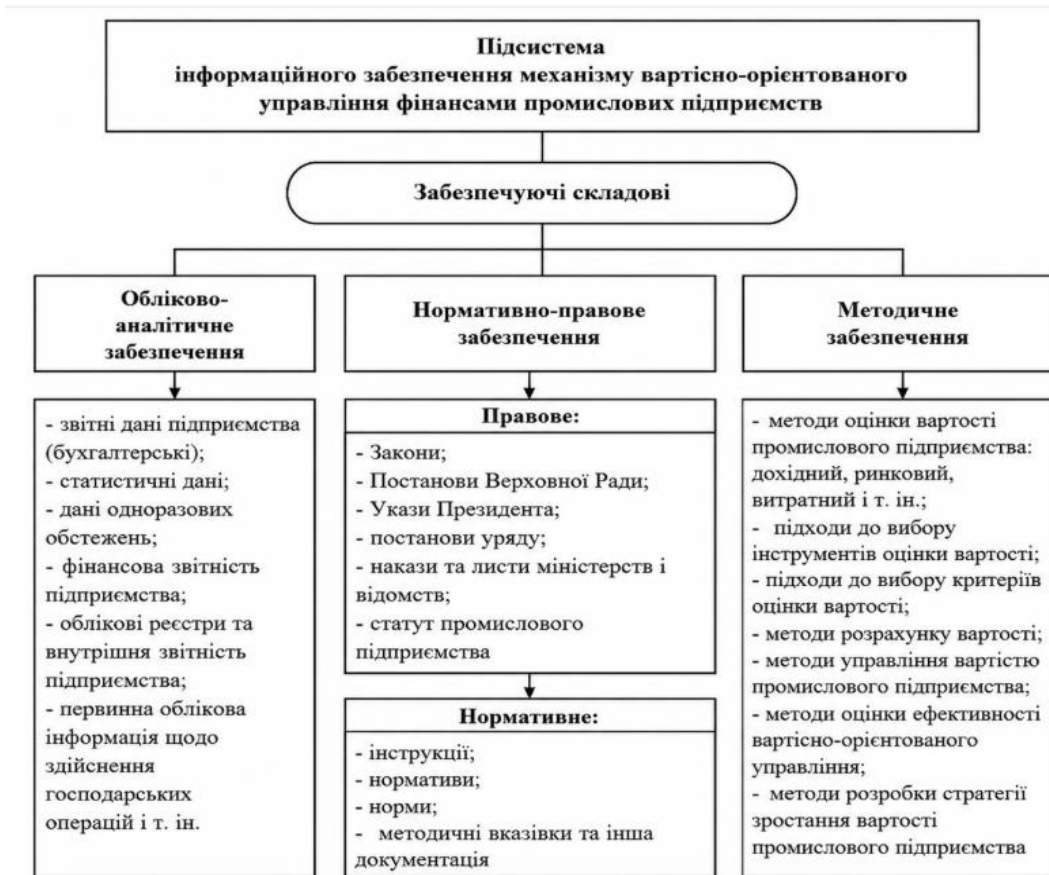 Підсистема
інформаційного забезпечення механізму вартісно-орієнтованого
управління фінансами промислових підприємств
Забезпечуючі складові
Обліково-
аналітичне
забезпечення
Нормативно-правове
забезпечення
Методичне
забезпечення
- звітні дані підприємства
(бухгалтерські);
- статистичні дані;
- дані одноразових
обстежень;
- фінансова звітність
підприємства;
- облікові реєстри та
внутрішня звітність
підприємства;
- первинна облікова
інформація щодо
здійснення
господарських
операцій і т. ін.
Правове:
- Закони;
- Постанови Верховної Ради;
- Укази Президента;
- постанови уряду;
- накази та листи міністерств і
відомств;
- статут промислового
підприємства
Нормативне:
- інструкції;
- нормативи;
- норми;
- методичні вказівки та інша
документація
- методи оцінки вартості
промислового підприємства:
дохідний, ринковий,
витратний і т. ін.;
- підходи до вибору
інструментів оцінки вартості;
- підходи до вибору критеріїв
оцінки вартості;
- методи розрахунку вартості;
- методи управління вартістю
промислового підприємства;
- методи оцінки ефективності
вартісно-орієнтованого
управління;
- методи розробки стратегії
зростання вартості
промислового підприємства